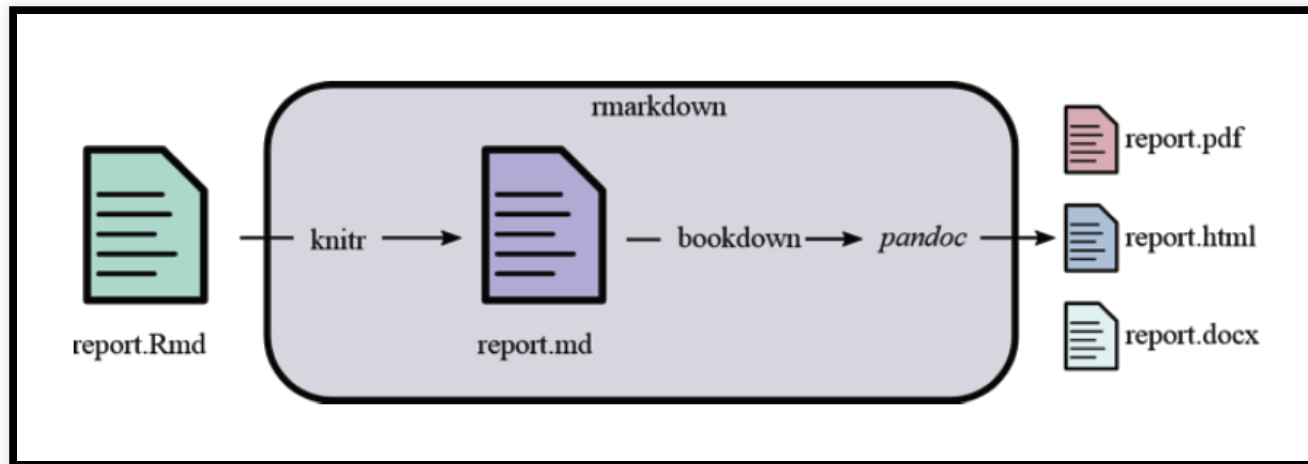 rmarkdown
report.Rmd
knitr
report.md
bookdown
pandoc
report.pdf
report.html
report.docx